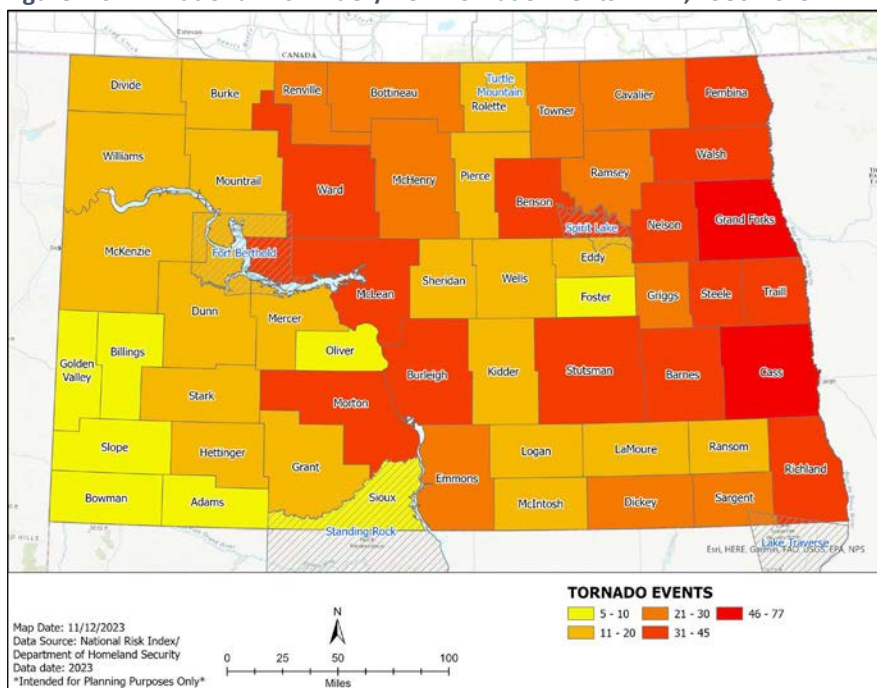 CANADA
Divide
Burke
Renville
Bottineau
Turtle
Mountain
Rolette
Towner
Cavalier
Pembina
Williams
Mountrail
Ward
McHenry
Pierce
Benson
Ramsey
Walsh
Spirit Lake
Nelson
Grand Forks
McKenzie
Fort Berthold
McLean
Sheridan
Wells
Eddy
Foster
Griggs
Steele
Traill
Dunn
Mercer
Oliver
Golden
Valley
Billings
Stark
Burleigh
Kidder
Stutsman
Barnes
Cass
Morton
Slope
Hettinger
Grant
Emmons
Logan
LaMoure
Ransom
Richland
Bowman
Adams
Sioux
McIntosh
Dickey
Sargent
Standing Rock
Lake Traverse
Esri, HERE, Garmin, FAO, USGS, EPA, NPS
TORNADO EVENTS
5 - 10
21 - 30
46 - 77
11 - 20
31 - 45
Map Date: 11/12/2023
Data Source: National Risk Index/
Department of Homeland Security
Data date: 2023
*Intended for Planning Purposes Only*
N
0 25 50 100
Miles